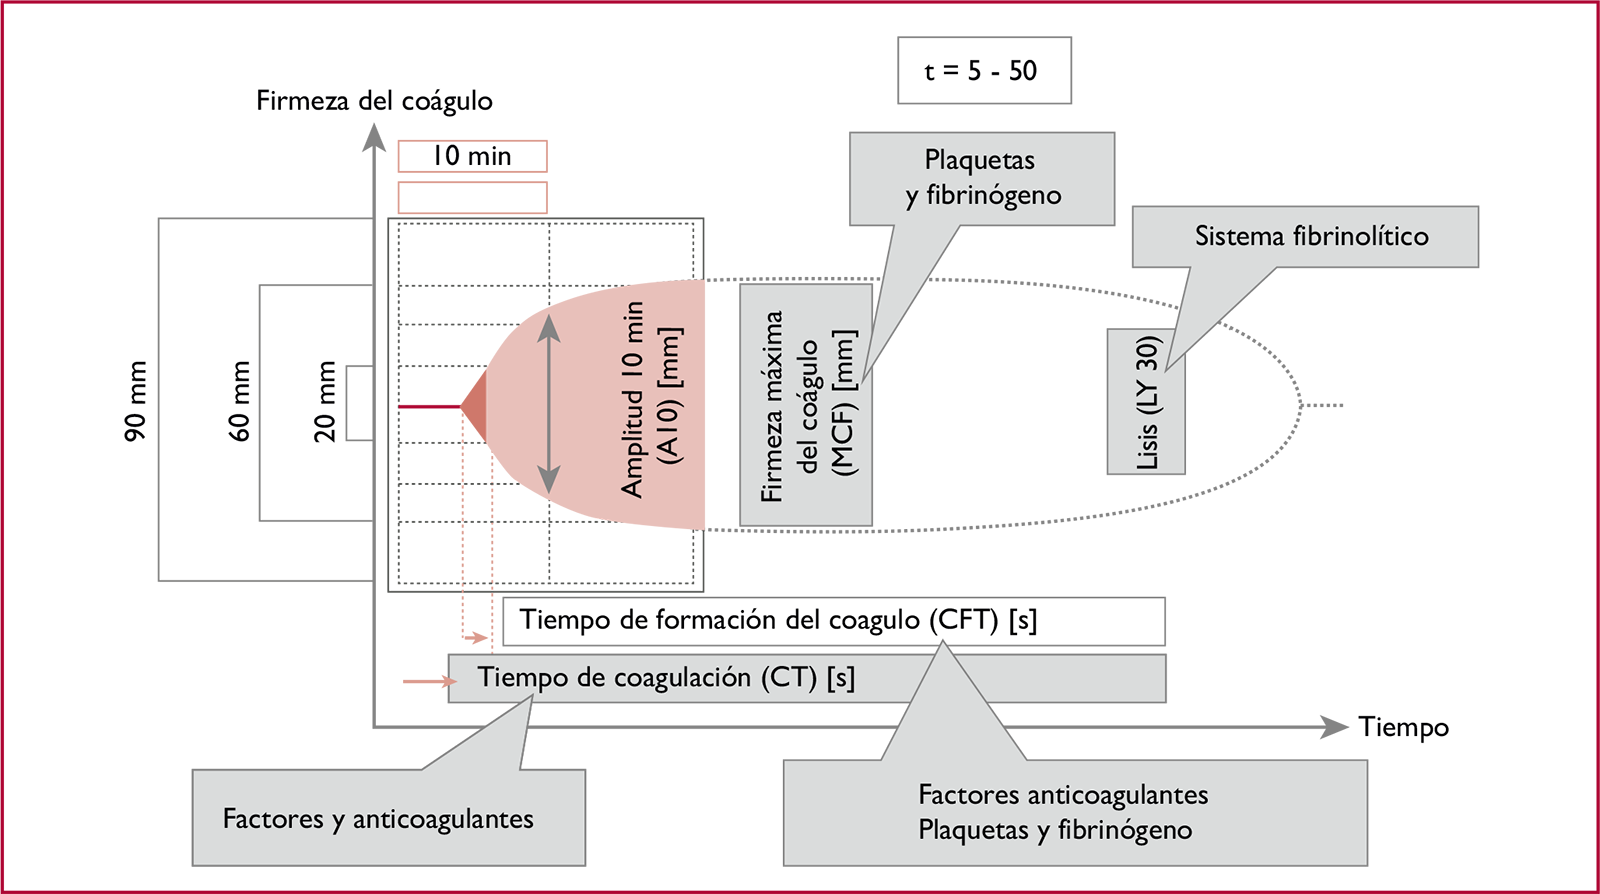 t = 5 - 50
Firmeza del coágulo
10 min
Plaquetas
y fibrinógeno
Sistema fibrinolítico
90 mm
60 mm
20 mm
Amplitud 10 min
(A10) [mm]
Firmeza máxima
del coágulo
(MCF) [mm]
Lisis (LY 30)
Tiempo de formación del coagulo (CFT) [s]
Tiempo de coagulación (CT) [s]
Tiempo
Factores y anticoagulantes
Factores anticoagulantes
Plaquetas y fibrinógeno